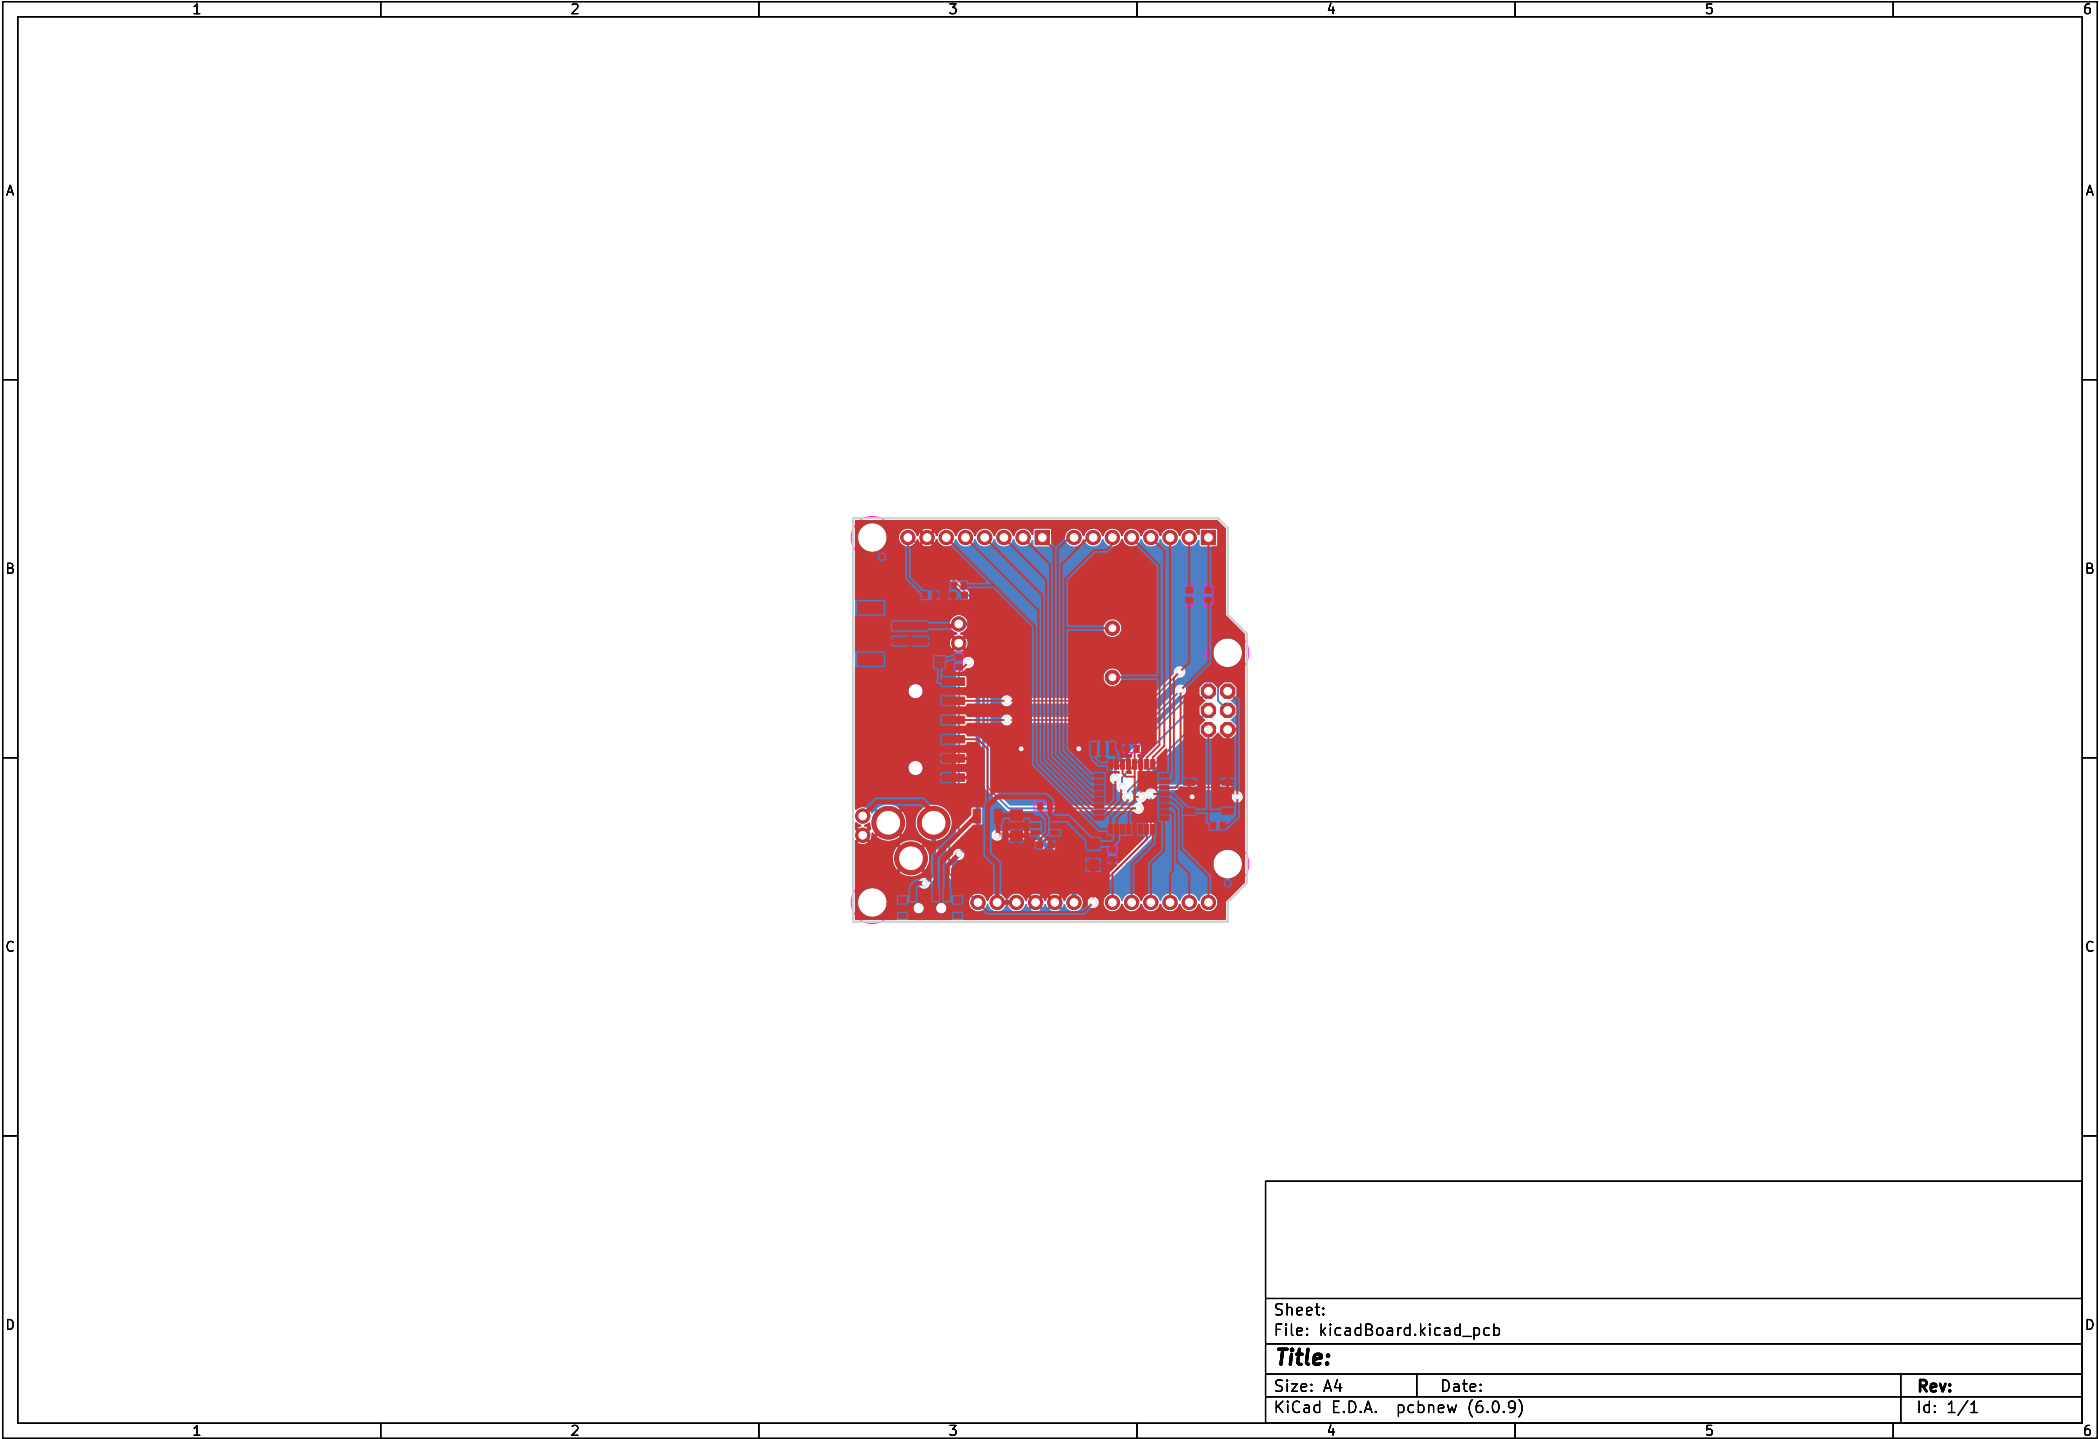 1 2 3 4 5 6
A A
B B
C C
D D
Sheet:
File: kicadBoard.kicad_pcb
Title:
Size: A4 Date: Rev:
KiCad E.D.A. pcbnew (6.0.9) Id: 1/1
1 2 3 4 5 6